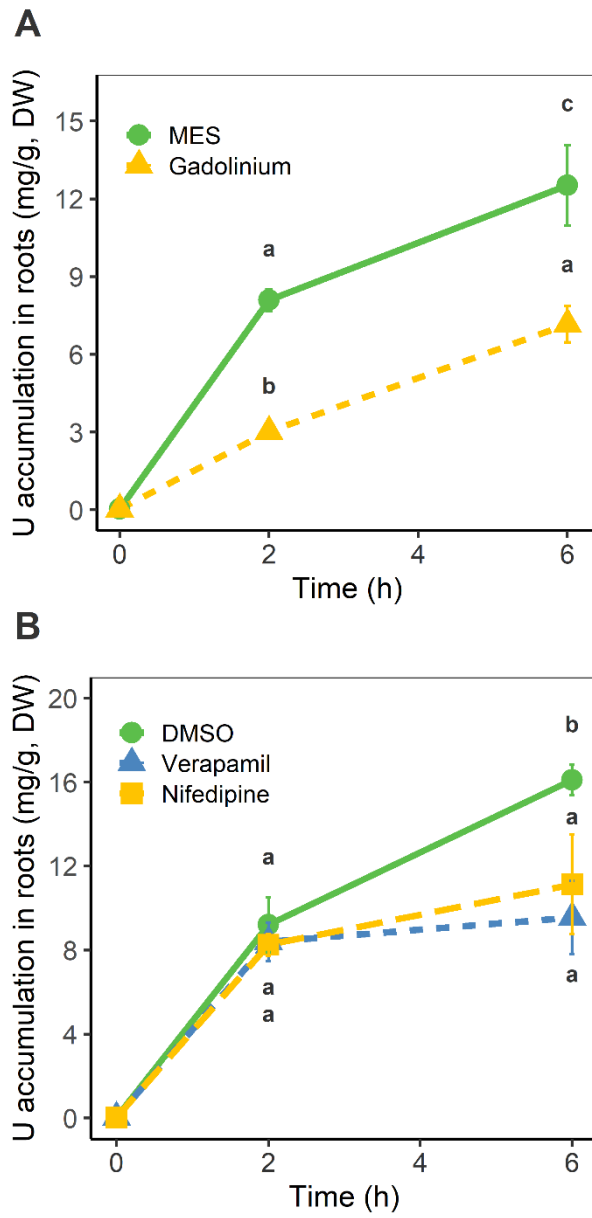 A
U accumulation in roots (mg/g, DW)
15
12
9
6
3
0
MES
Gadolinium
c
a
a
b
0 2 4 6
Time (h)
B
U accumulation in roots (mg/g, DW)
20
16
12
8
4
0
DMSO
Verapamil
Nifedipine
b
a
a
a
a
a
0 2 4 6
Time (h)